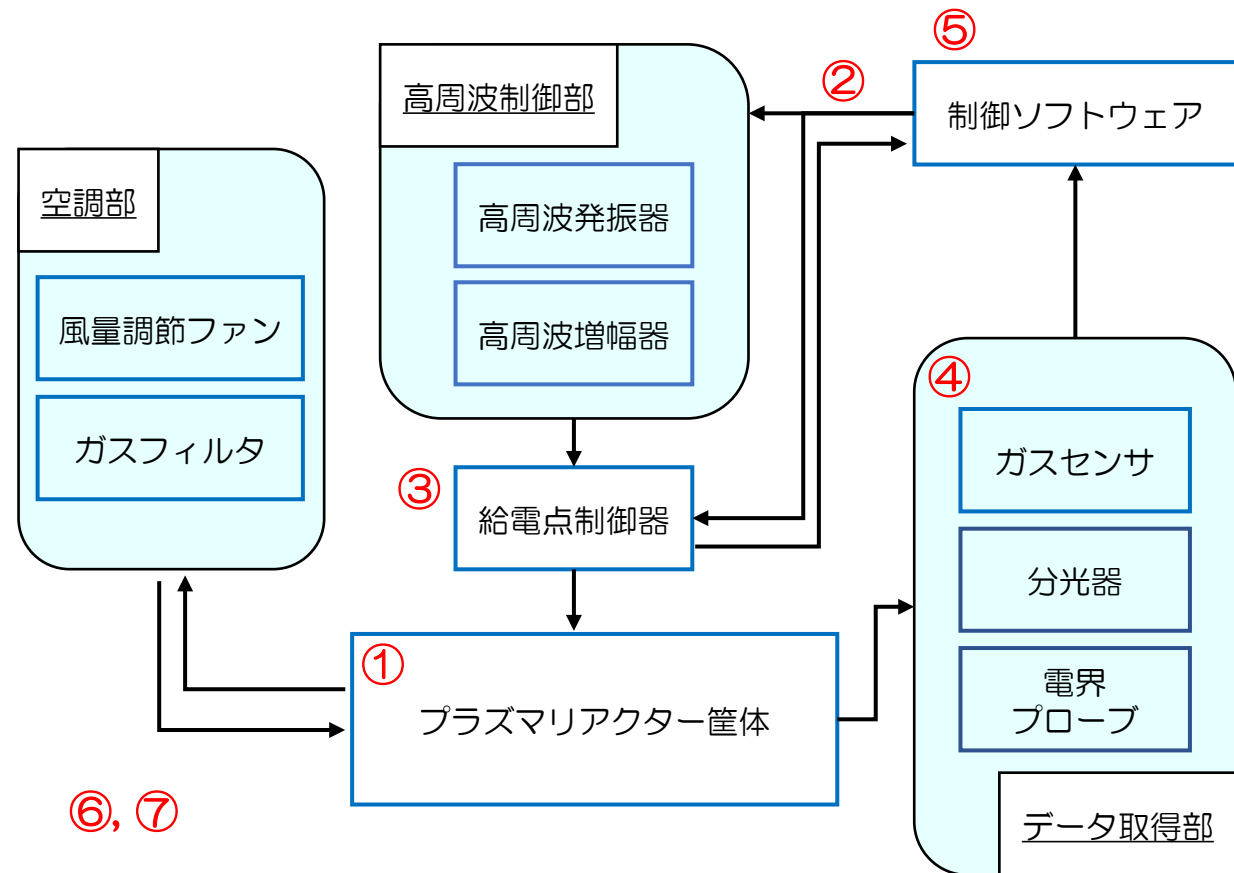 ⑤
②
制御ソフトウェア
高周波制御部
高周波発振器
高周波増幅器
空調部
風量調節ファン
ガスフィルタ
③
給電点制御器
④
ガスセンサ
分光器
電界
プローブ
データ取得部
①
プラズマリアクター筐体
⑥, ⑦